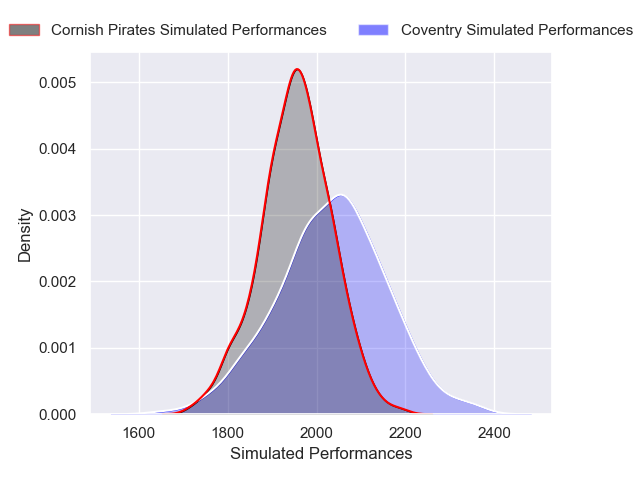 Cornish Pirates Simulated Performances Coventry Simulated Performances
0.005
0.004
0.003
0.002
0.001
0.000
Density
1600 1800 2000 2200 2400
Simulated Performances